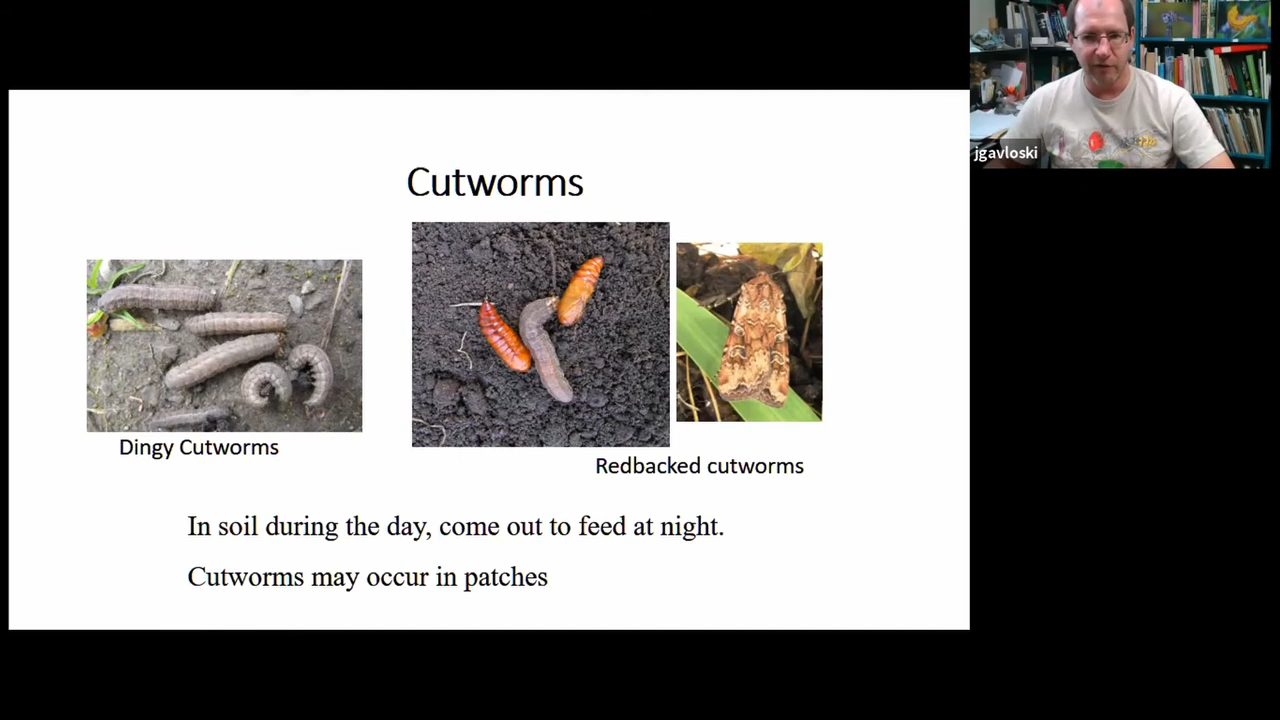 jgavloski
Cutworms
Dingy Cutworms
Redbacked cutworms
In soil during the day, come out to feed at night.
Cutworms may occur in patches